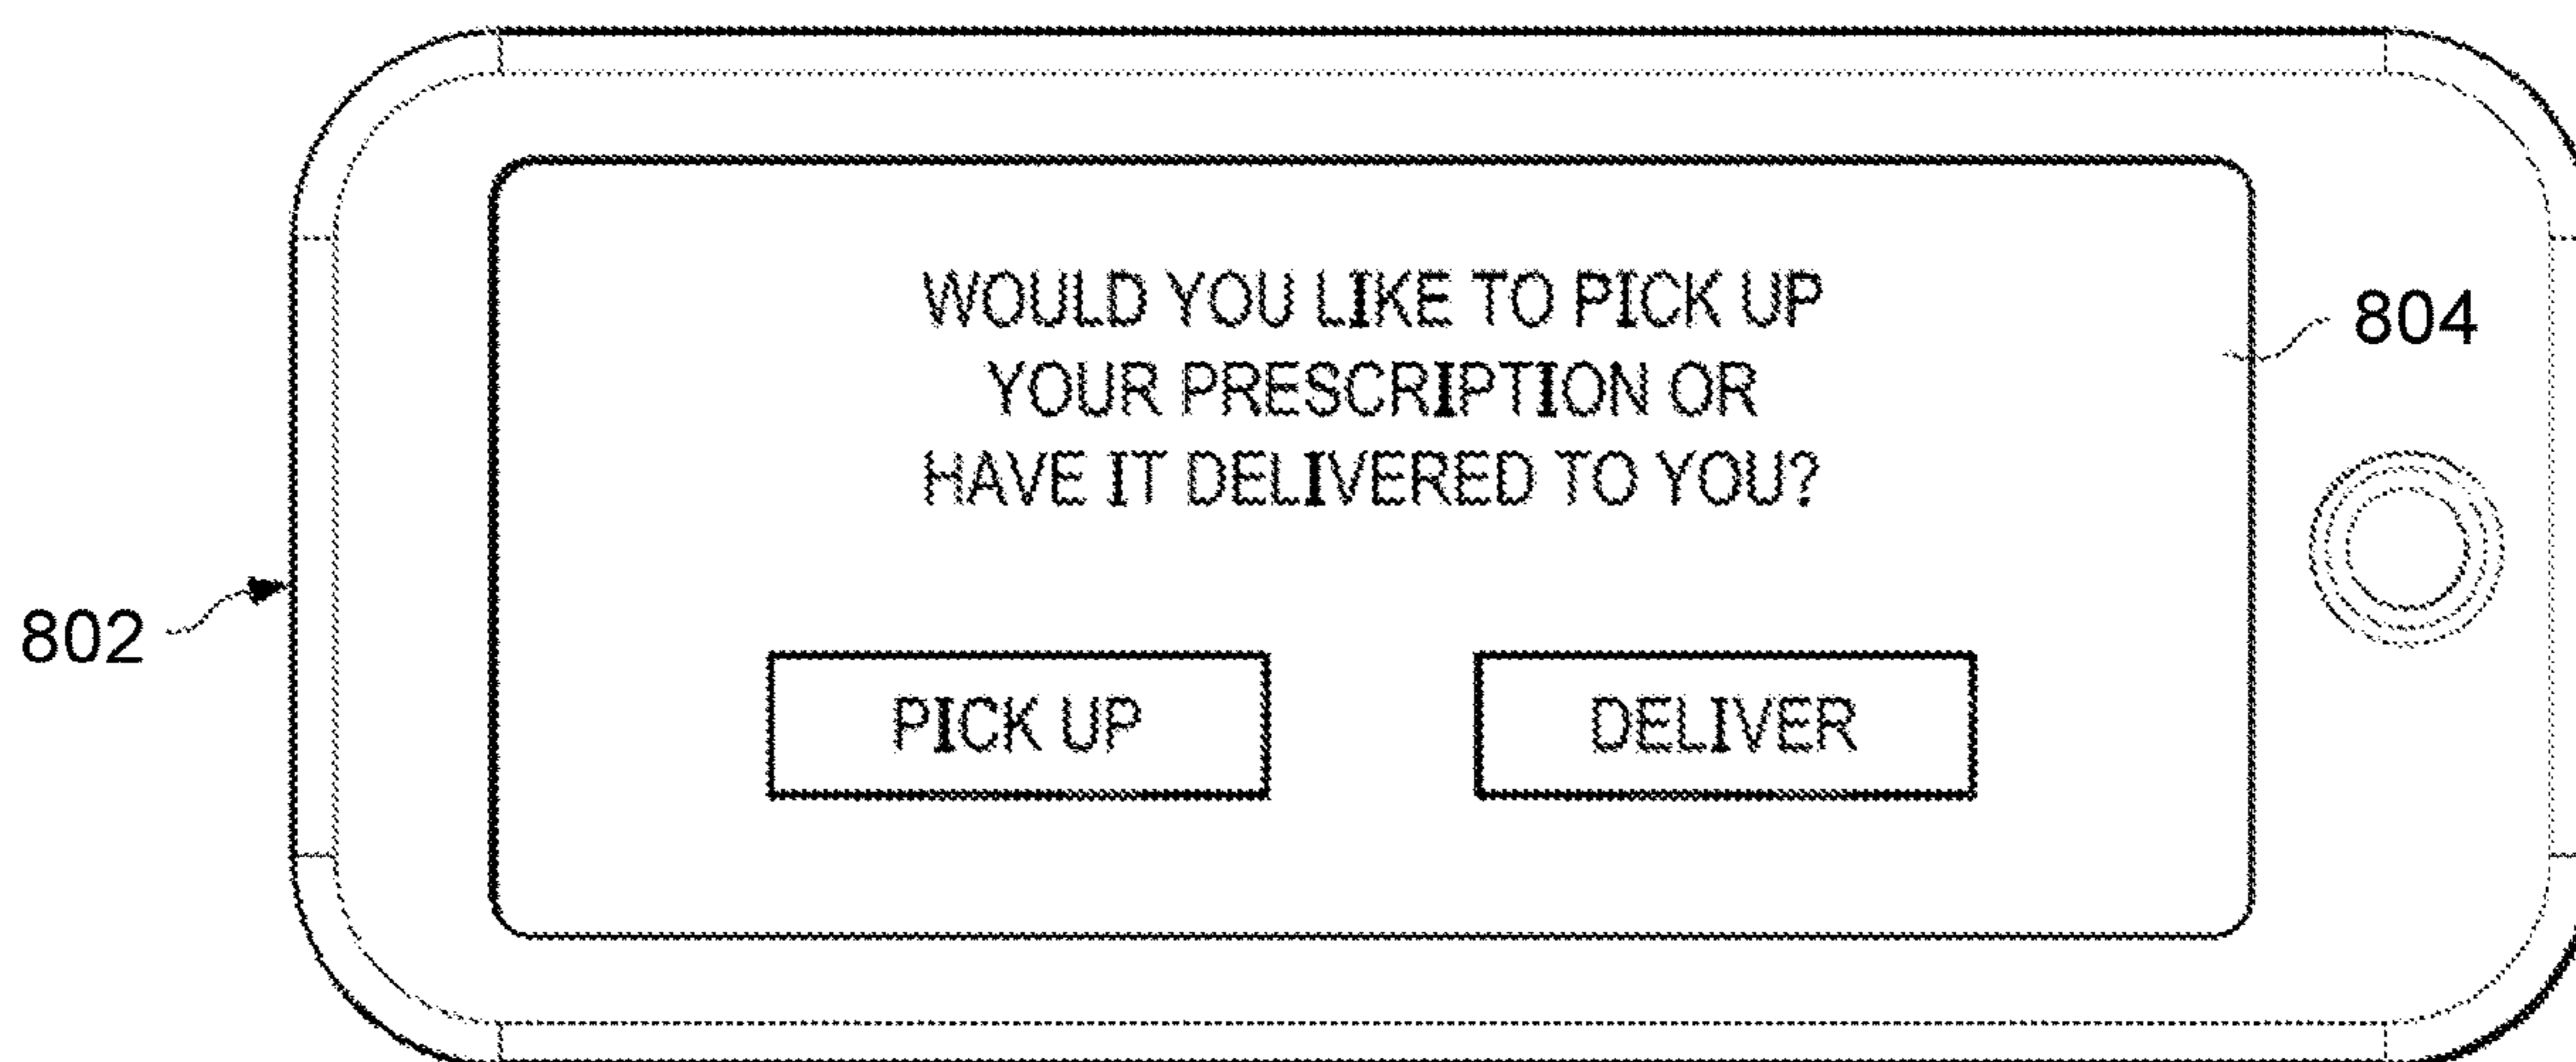 WOULD YOU LIKE TO PICK UP
YOUR PRESCRIPTION OR
HAVE IT DELIVERED TO YOU?
804
802
PICK UP
DELIVER